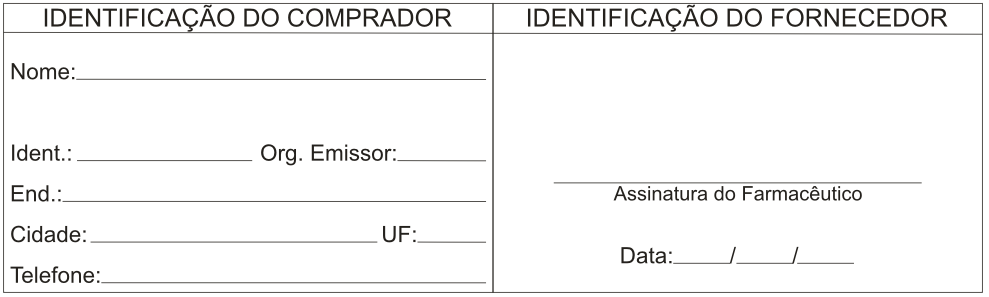 IDENTIFICAÇÃO DO COMPRADOR
Nome:
Ident.: Org. Emissor:
End.:
Cidade: UF:
Telefone:
IDENTIFICAÇÃO DO FORNECEDOR
Assinatura do Farmacêutico
Data: / /